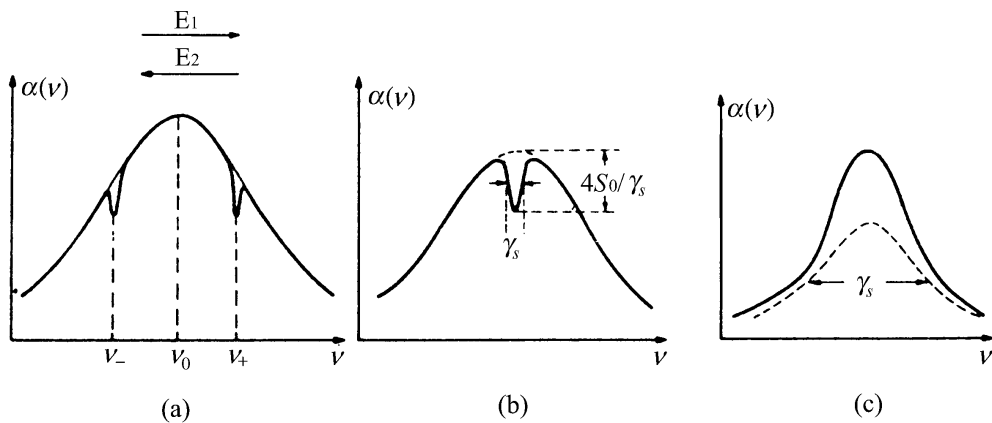 E₁
E₂
α(ν)
ν₋ ν₀ ν₊ ν
(a)
α(ν)
4S₀/γₛ
γₛ
ν
(b)
α(ν)
γₛ
ν
(c)